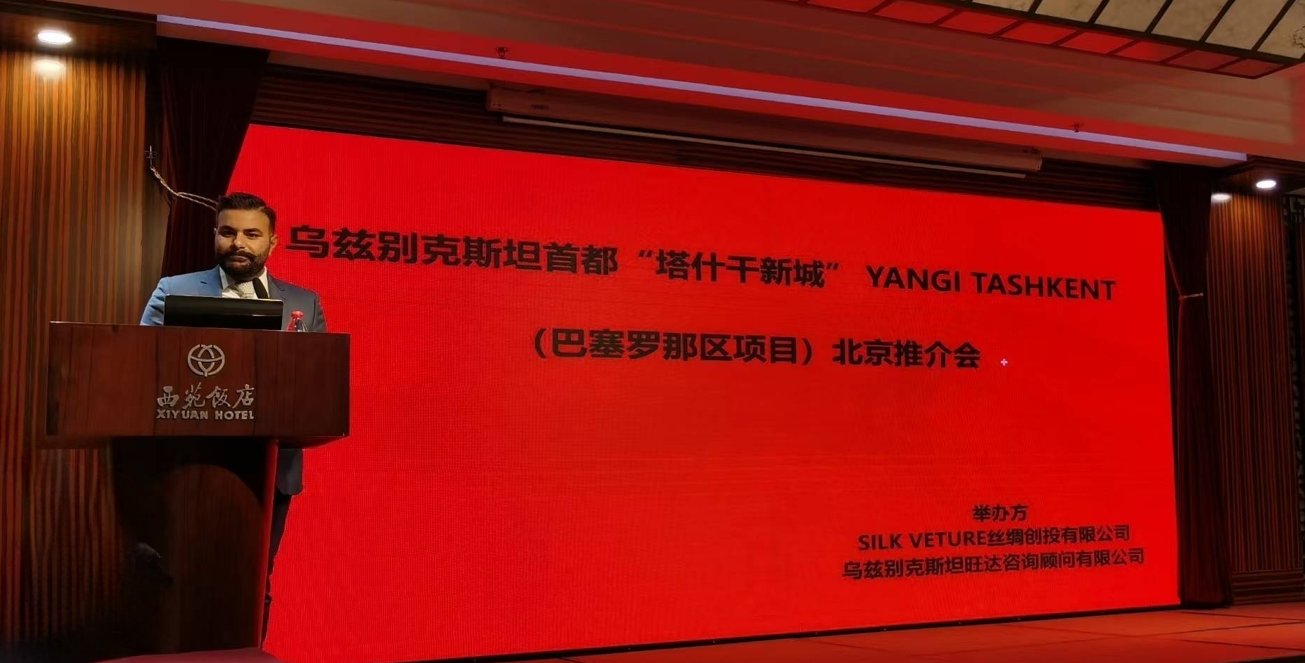 乌兹别克斯坦首都“塔什干新城” YANGI TASHKENT
（巴塞罗那区项目）北京推介会
举办方
SILK VETURE丝绸创投有限公司
乌兹别克斯坦旺达咨询顾问有限公司
西苑饭店
XIYUAN HOTEL